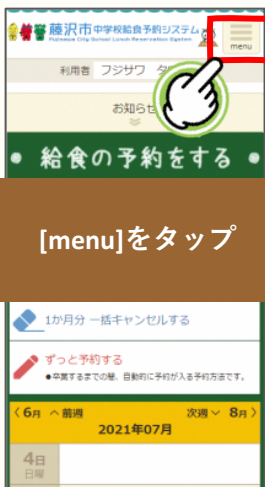 藤沢市中学校給食予約システム
Fujisawa City School Lunch Reservation System
menu
利用者 フジサワ
お知らせ
給食の予約をする
[menu]をタップ
1か月分 一括キャンセルする
ずっと予約する
●卒業するまでの間、自動的に予約が入る予約方法です。
〈6月 ︿前週 次週﹀ 8月〉
2021年07月
4日
日曜